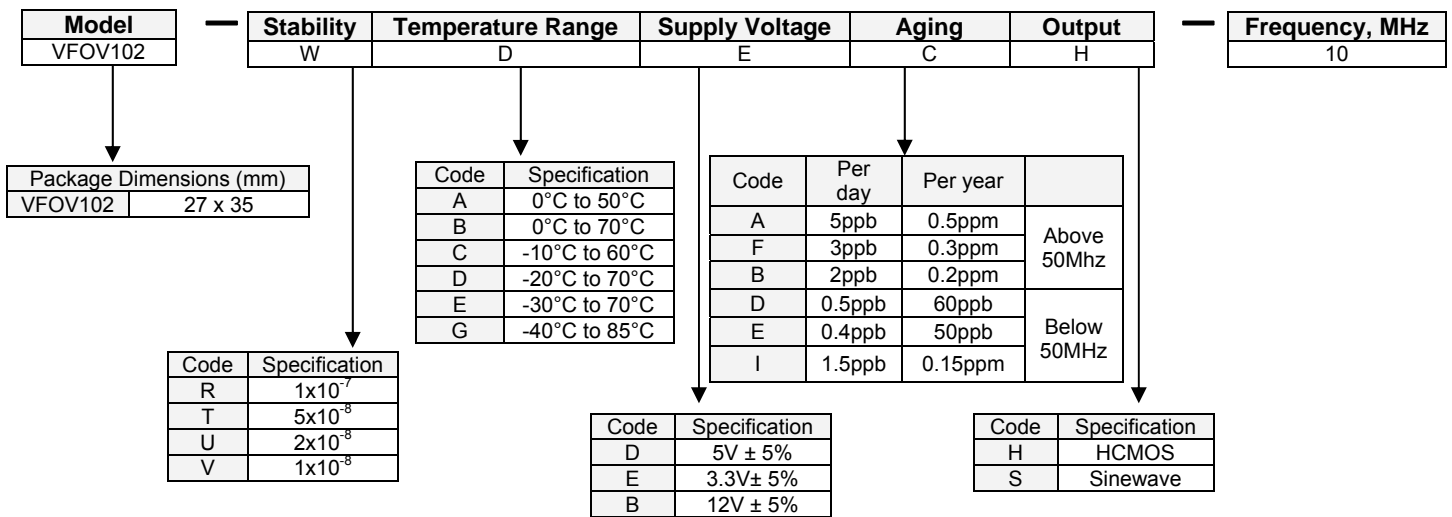 Model — Stability Temperature Range Supply Voltage Aging Output — Frequency, MHz
VFOV102 W D E C H 10
Package Dimensions (mm)
VFOV102 27 x 35
Code Specification
A 0°C to 50°C
B 0°C to 70°C
C -10°C to 60°C
D -20°C to 70°C
E -30°C to 70°C
G -40°C to 85°C
Code Per day Per year
A 5ppb 0.5ppm Above 50Mhz
F 3ppb 0.3ppm
B 2ppb 0.2ppm
D 0.5ppb 60ppb Below 50MHz
E 0.4ppb 50ppb
I 1.5ppb 0.15ppm
Code Specification
R 1x10⁻⁷
T 5x10⁻⁸
U 2x10⁻⁸
V 1x10⁻⁸
Code Specification
D 5V ± 5%
E 3.3V± 5%
B 12V ± 5%
Code Specification
H HCMOS
S Sinewave